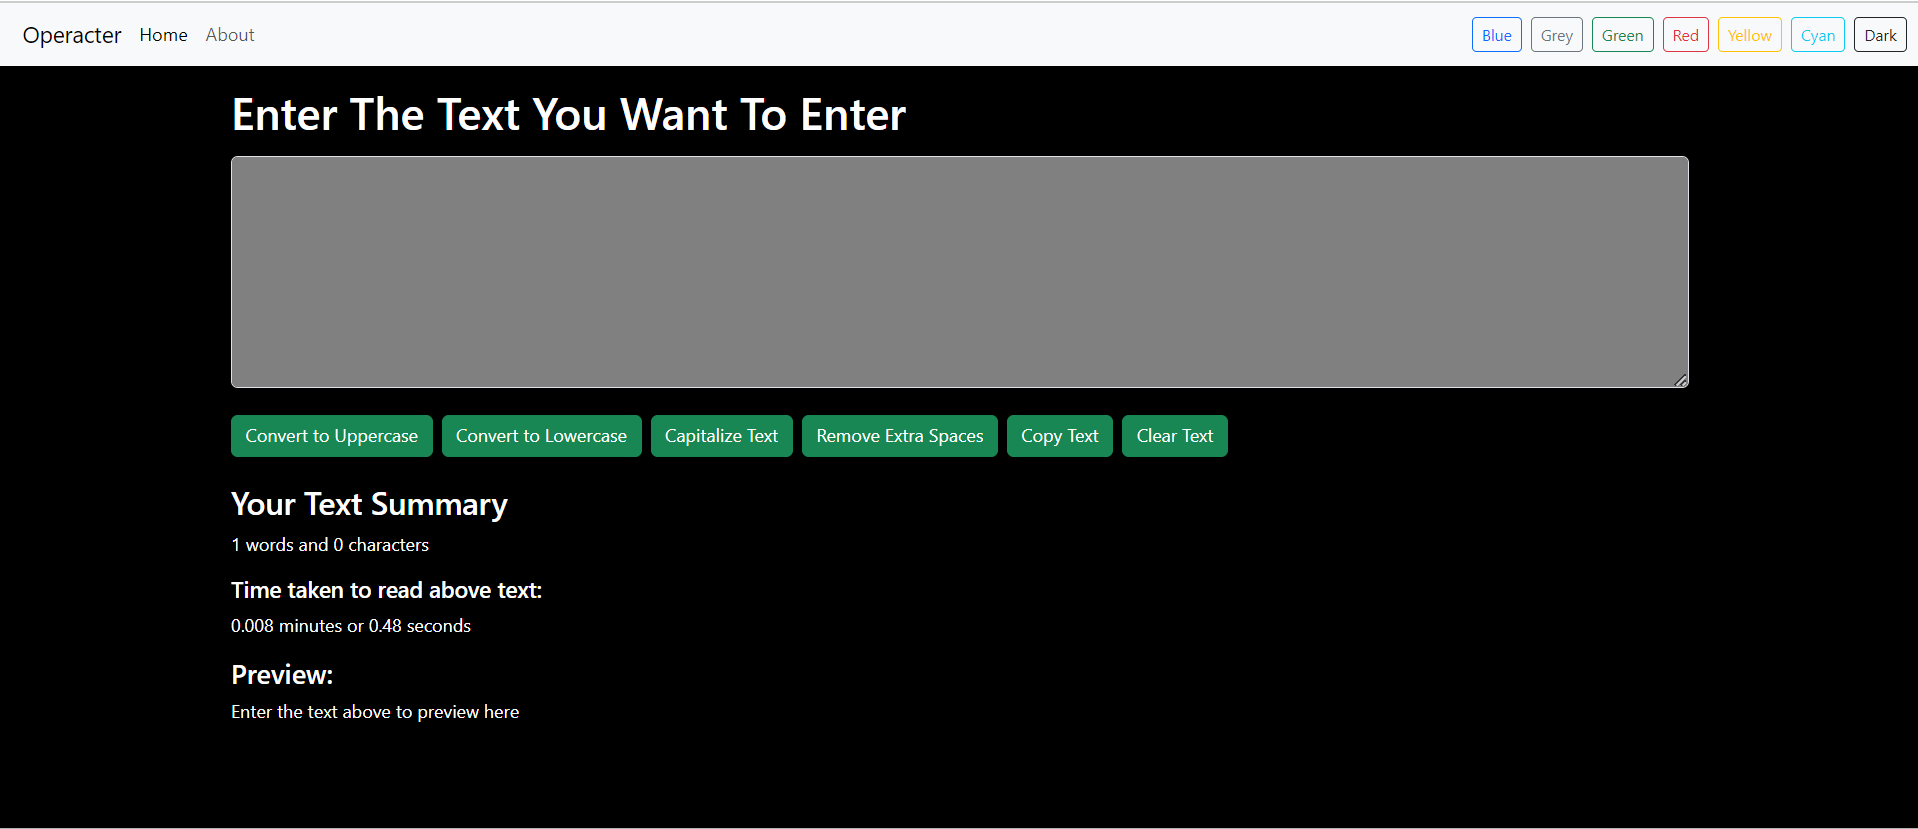 Operacter Home About Blue Grey Green Red Yellow Cyan Dark
Enter The Text You Want To Enter
Convert to Uppercase Convert to Lowercase Capitalize Text Remove Extra Spaces Copy Text Clear Text
Your Text Summary
1 words and 0 characters
Time taken to read above text:
0.008 minutes or 0.48 seconds
Preview:
Enter the text above to preview here